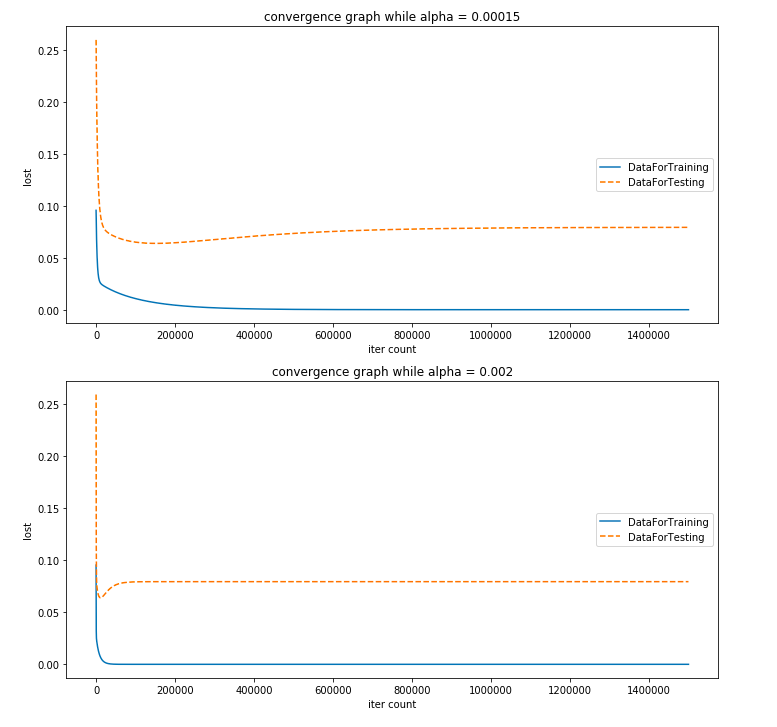 convergence graph while alpha = 0.00015
0.25
0.20
0.15
0.10
0.05
0.00
lost
DataForTraining
DataForTesting
0 200000 400000 600000 800000 1000000 1200000 1400000
iter count
convergence graph while alpha = 0.002
0.25
0.20
0.15
0.10
0.05
0.00
lost
DataForTraining
DataForTesting
0 200000 400000 600000 800000 1000000 1200000 1400000
iter count